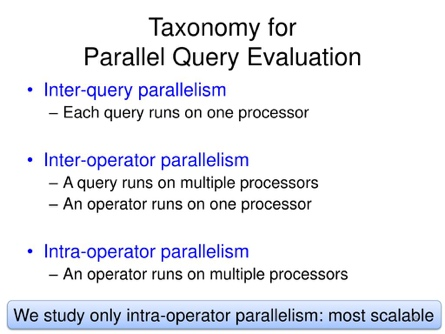 Taxonomy for
Parallel Query Evaluation
• Inter-query parallelism
– Each query runs on one processor
• Inter-operator parallelism
– A query runs on multiple processors
– An operator runs on one processor
• Intra-operator parallelism
– An operator runs on multiple processors
We study only intra-operator parallelism: most scalable